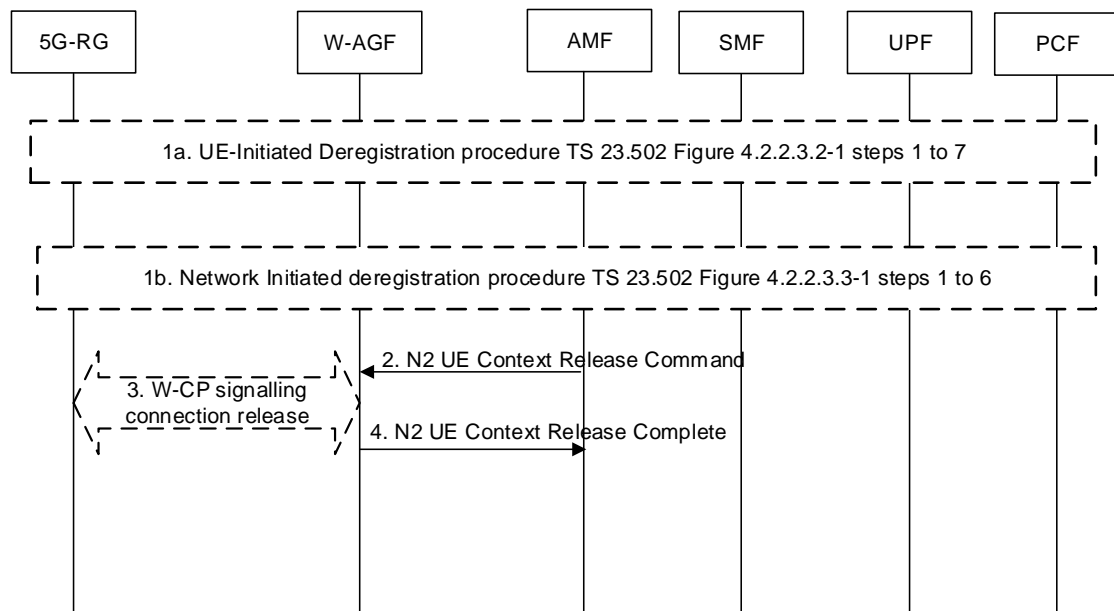 5G-RG
W-AGF
AMF
SMF
UPF
PCF
1a. UE-Initiated Deregistration procedure TS 23.502 Figure 4.2.2.3.2-1 steps 1 to 7
1b. Network Initiated deregistration procedure TS 23.502 Figure 4.2.2.3.3-1 steps 1 to 6
2. N2 UE Context Release Command
3. W-CP signalling
connection release
4. N2 UE Context Release Complete